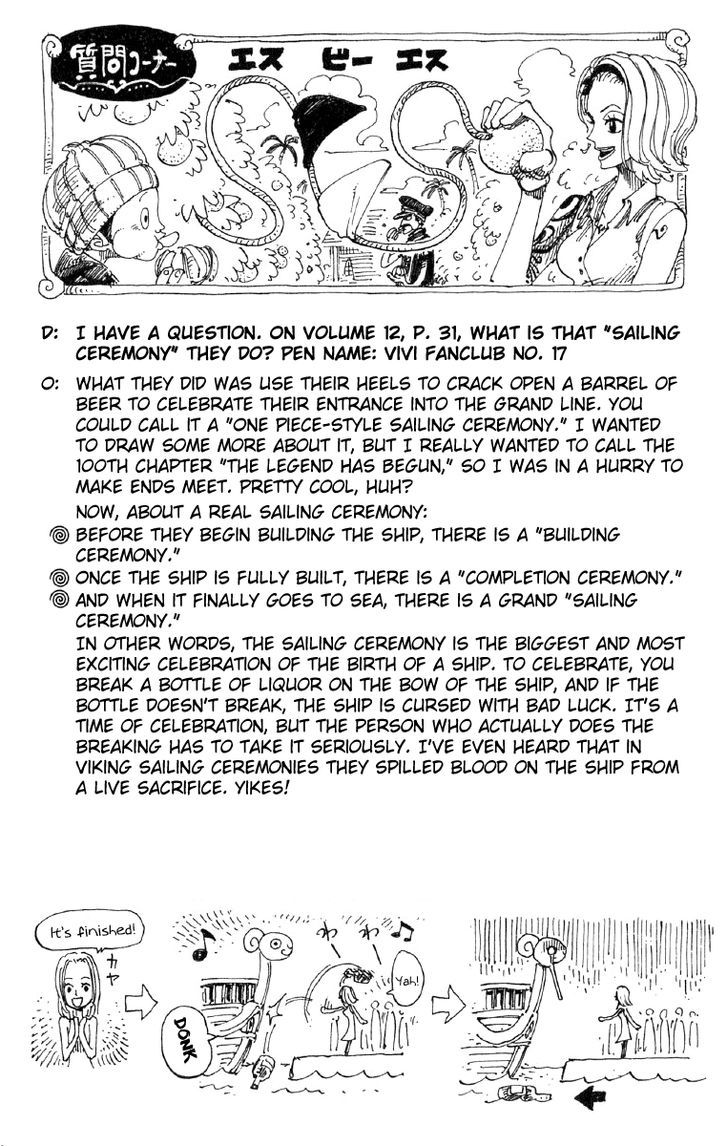 質問コーナー
エス ビー エス
D: I HAVE A QUESTION. ON VOLUME 12, P. 31, WHAT IS THAT "SAILING
CEREMONY" THEY DO? PEN NAME: VIVI FANCLUB NO. 17
O: WHAT THEY DID WAS USE THEIR HEELS TO CRACK OPEN A BARREL OF
BEER TO CELEBRATE THEIR ENTRANCE INTO THE GRAND LINE. YOU
COULD CALL IT A "ONE PIECE-STYLE SAILING CEREMONY." I WANTED
TO DRAW SOME MORE ABOUT IT, BUT I REALLY WANTED TO CALL THE
100TH CHAPTER "THE LEGEND HAS BEGUN," SO I WAS IN A HURRY TO
MAKE ENDS MEET. PRETTY COOL, HUH?
NOW, ABOUT A REAL SAILING CEREMONY:
BEFORE THEY BEGIN BUILDING THE SHIP, THERE IS A "BUILDING
CEREMONY."
ONCE THE SHIP IS FULLY BUILT, THERE IS A "COMPLETION CEREMONY."
AND WHEN IT FINALLY GOES TO SEA, THERE IS A GRAND "SAILING
CEREMONY."
IN OTHER WORDS, THE SAILING CEREMONY IS THE BIGGEST AND MOST
EXCITING CELEBRATION OF THE BIRTH OF A SHIP. TO CELEBRATE, YOU
BREAK A BOTTLE OF LIQUOR ON THE BOW OF THE SHIP, AND IF THE
BOTTLE DOESN'T BREAK, THE SHIP IS CURSED WITH BAD LUCK. IT'S A
TIME OF CELEBRATION, BUT THE PERSON WHO ACTUALLY DOES THE
BREAKING HAS TO TAKE IT SERIOUSLY. I'VE EVEN HEARD THAT IN
VIKING SAILING CEREMONIES THEY SPILLED BLOOD ON THE SHIP FROM
A LIVE SACRIFICE. YIKES!
It's finished!
カヤ
わ わ
Yah!
DONK